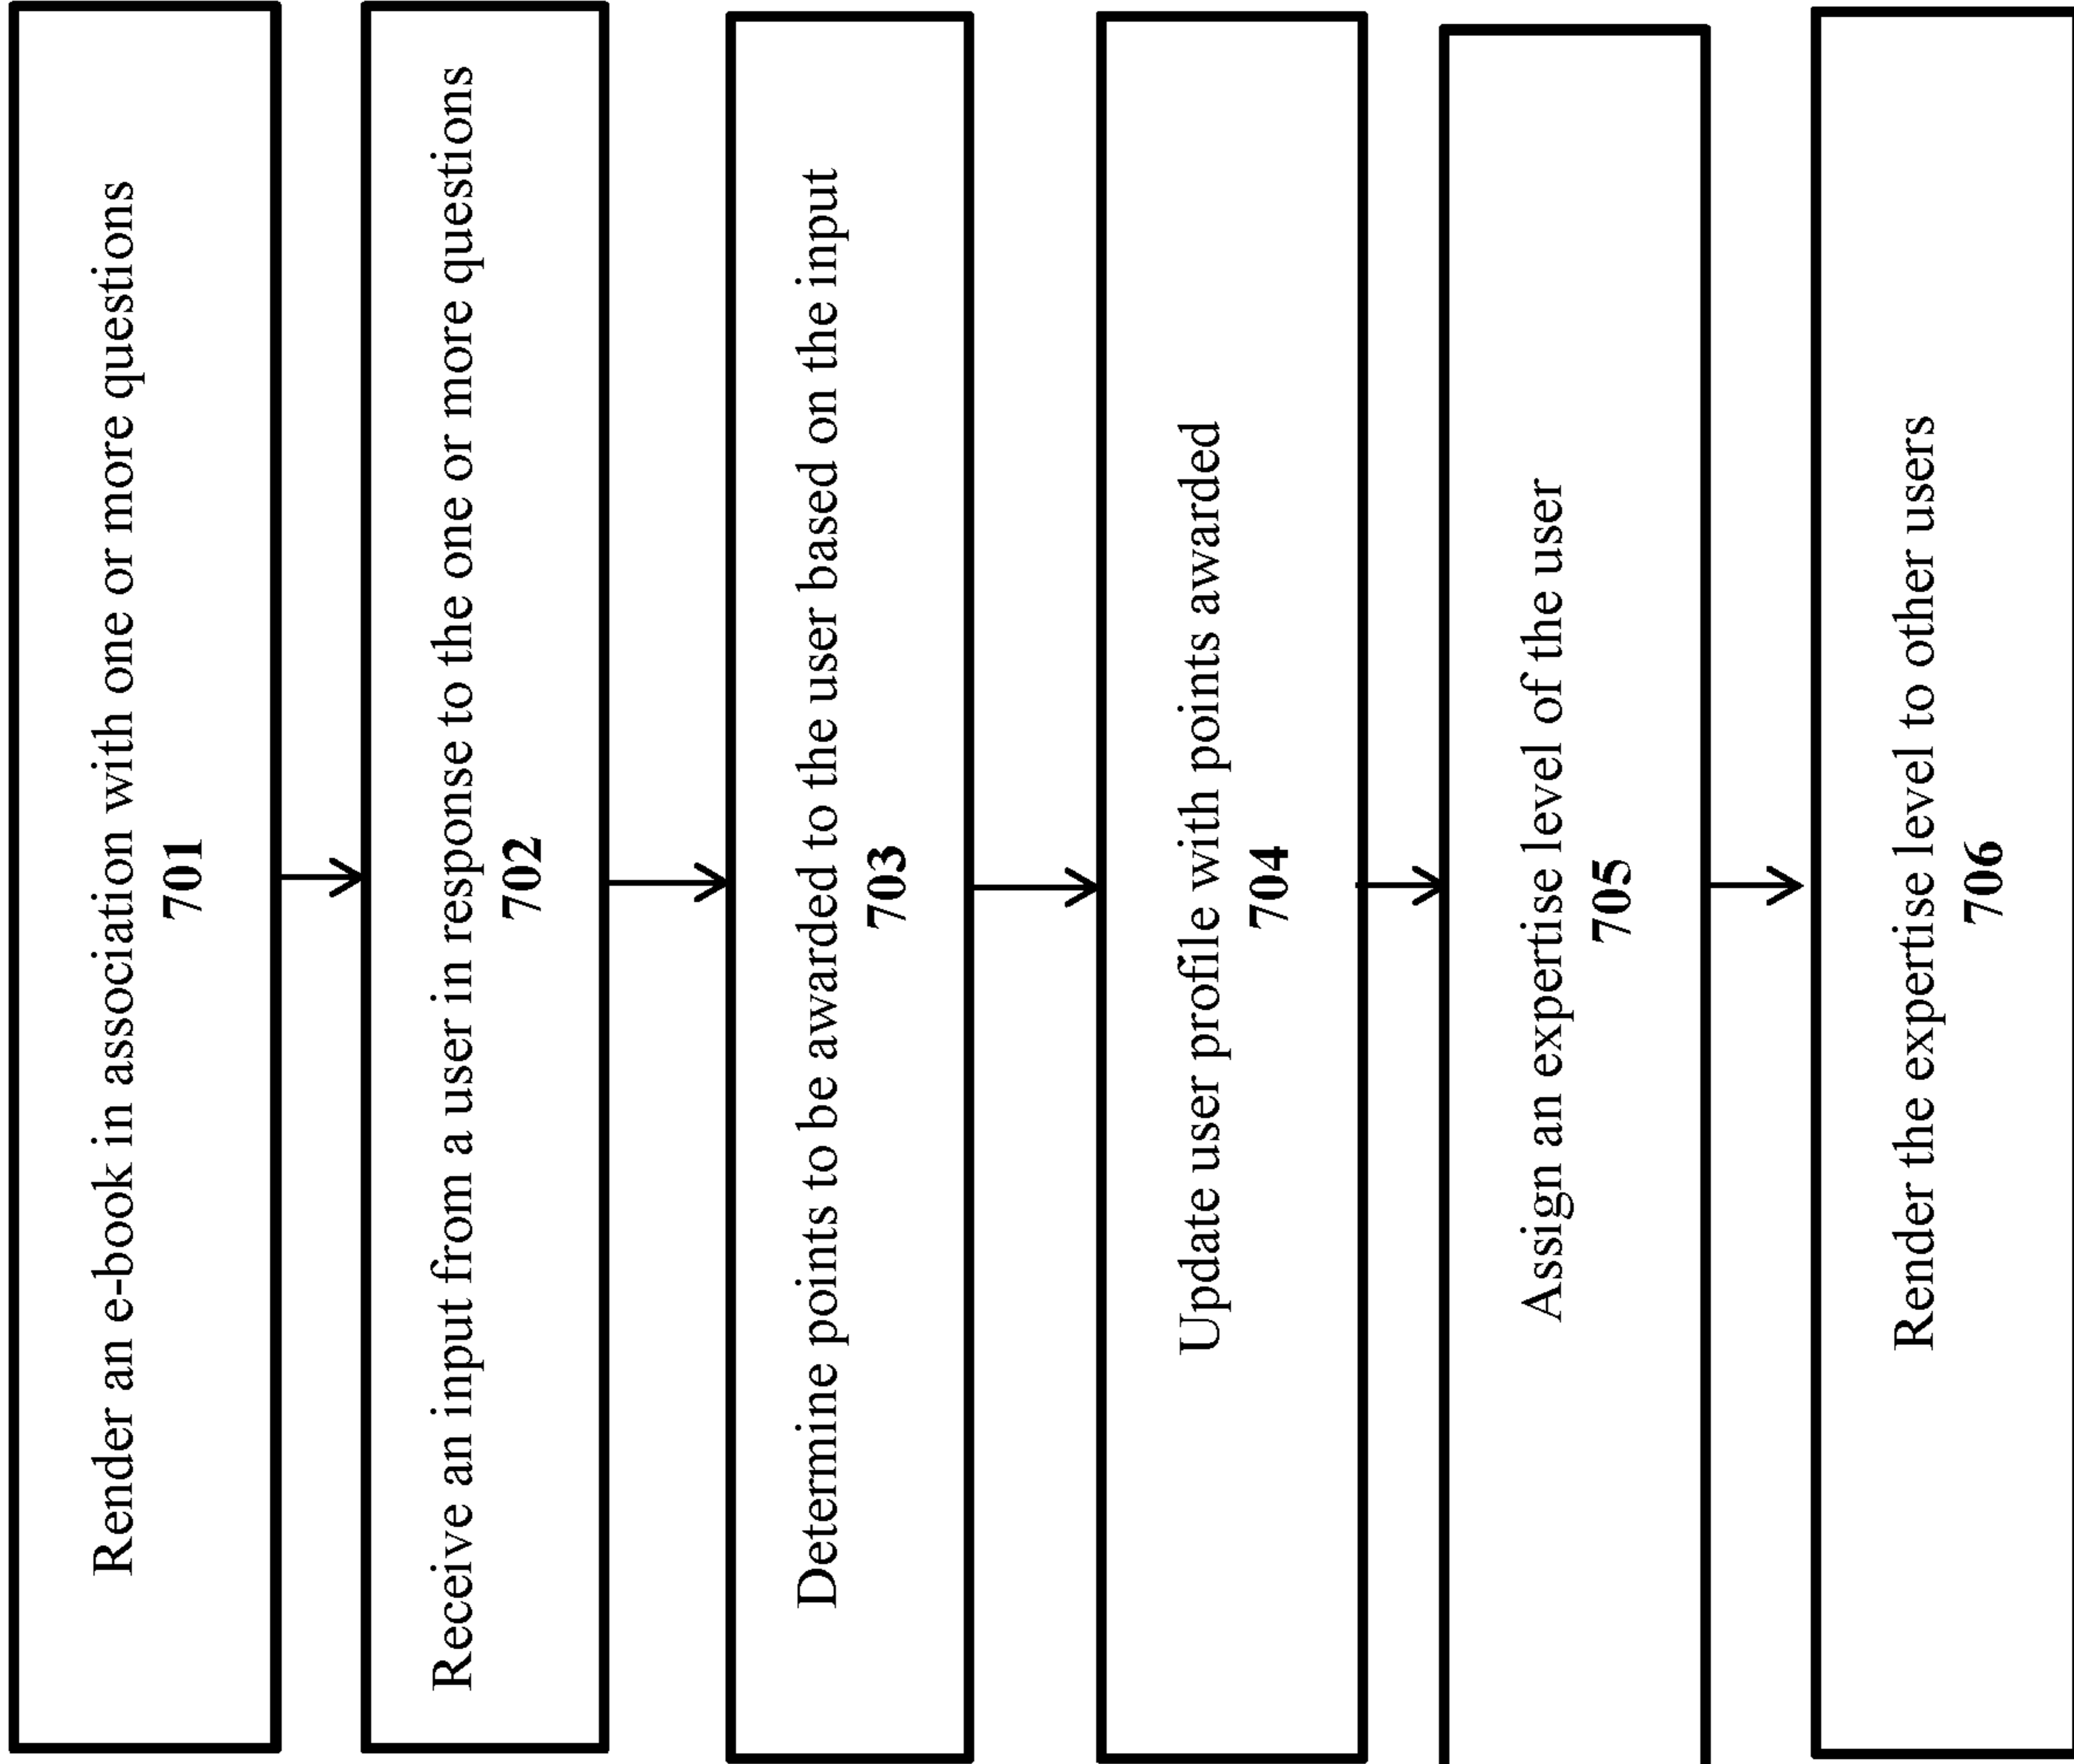 Render an e-book in association with one or more questions
701
Receive an input from a user in response to the one or more questions
702
Determine points to be awarded to the user based on the input
703
Update user profile with points awarded
704
Assign an expertise level of the user
705
Render the expertise level to other users
706